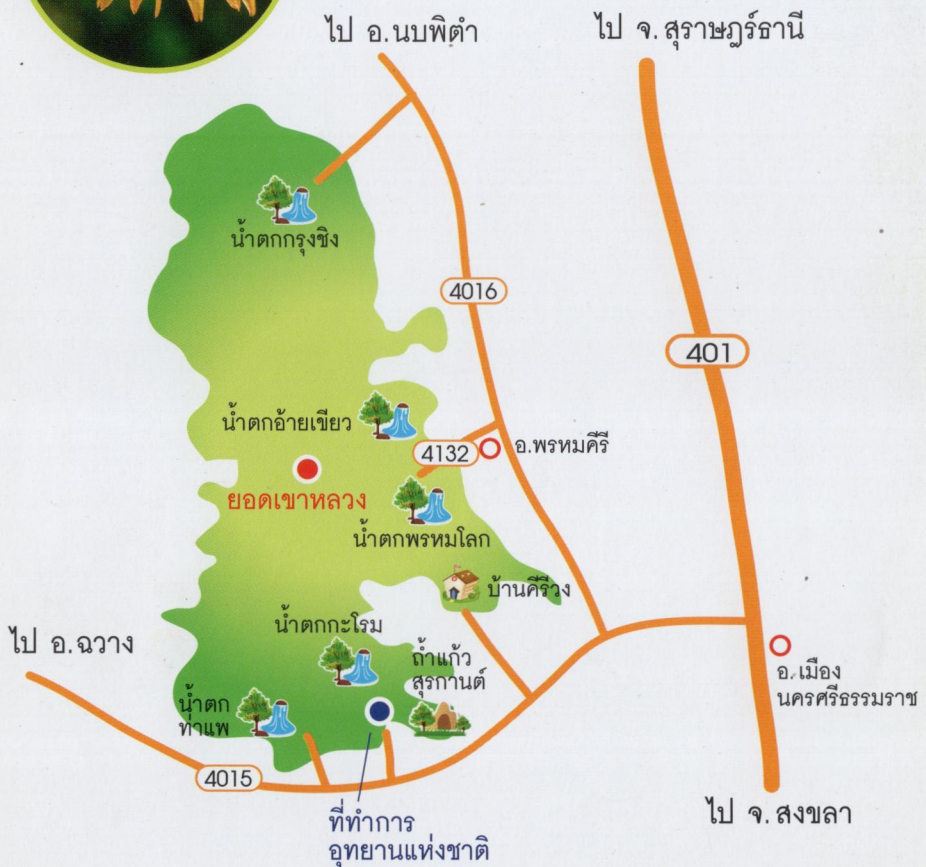 ไป อ.นบพิตำ
ไป จ.สุราษฎร์ธานี
น้ำตกกรุงชิง
4016
401
น้ำตกอ้ายเขียว
4132
อ.พรหมคีรี
ยอดเขาหลวง
น้ำตกพรหมโลก
บ้านคีรีวง
น้ำตกกะโรม
ไป อ.ฉวาง
ถ้ำแก้ว
สุรกานต์
อ.เมือง
นครศรีธรรมราช
น้ำตก
ท่าแพ
4015
ที่ทำการ
อุทยานแห่งชาติ
ไป จ.สงขลา